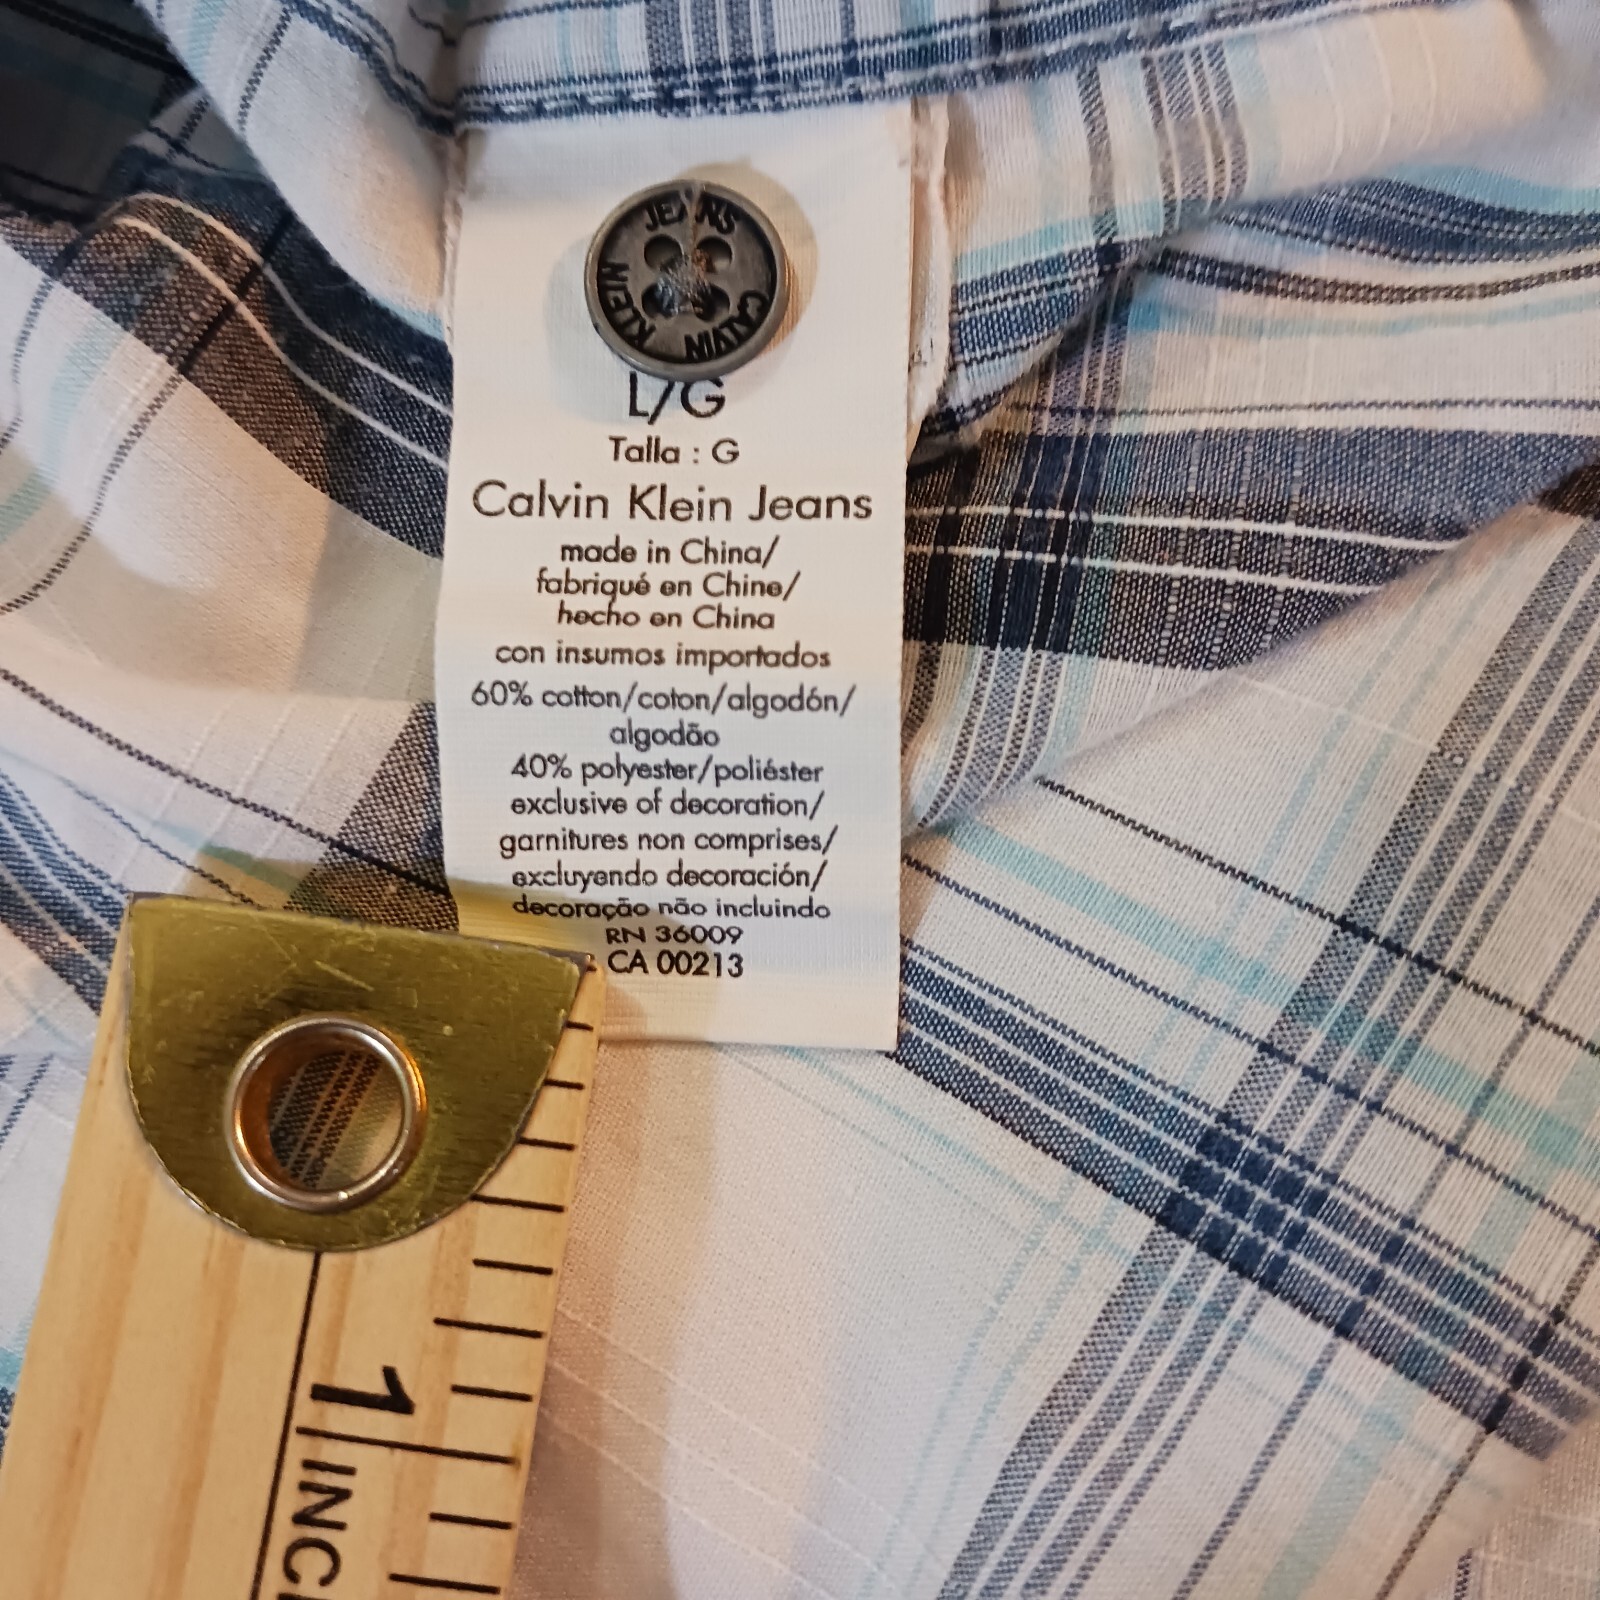 JEANS
CALVIN
KLEIN
L/G
Talla : G
Calvin Klein Jeans
made in China/
fabriqué en Chine/
hecho en China
con insumos importados
60% cotton/coton/algodón/
algodão
40% polyester/poliéster
exclusive of decoration/
garnitures non comprises/
excluyendo decoración/
decoração não incluindo
RN 36009
CA 00213
1
INC